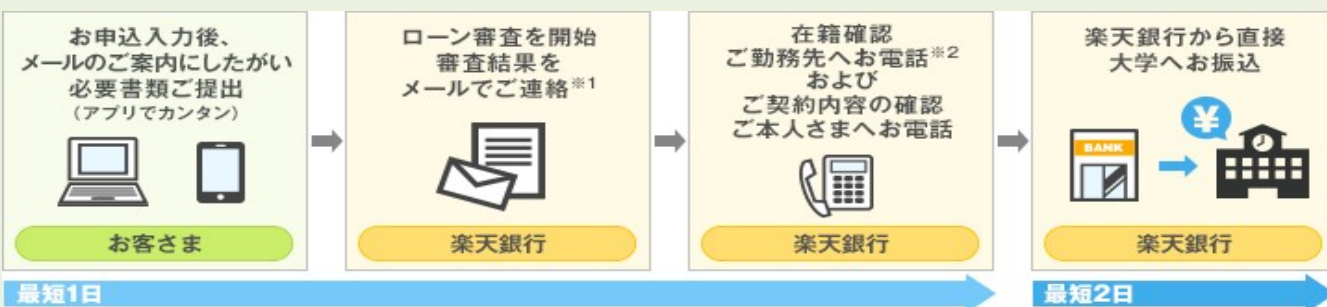 お申込入力後、
メールのご案内にしたがい
必要書類ご提出
(アプリでカンタン)
お客さま
ローン審査を開始
審査結果を
メールでご連絡※1
楽天銀行
在籍確認
ご勤務先へお電話※2
および
ご契約内容の確認
ご本人さまへお電話
楽天銀行
楽天銀行から直接
大学へお振込
¥
BANK
楽天銀行
最短1日
最短2日